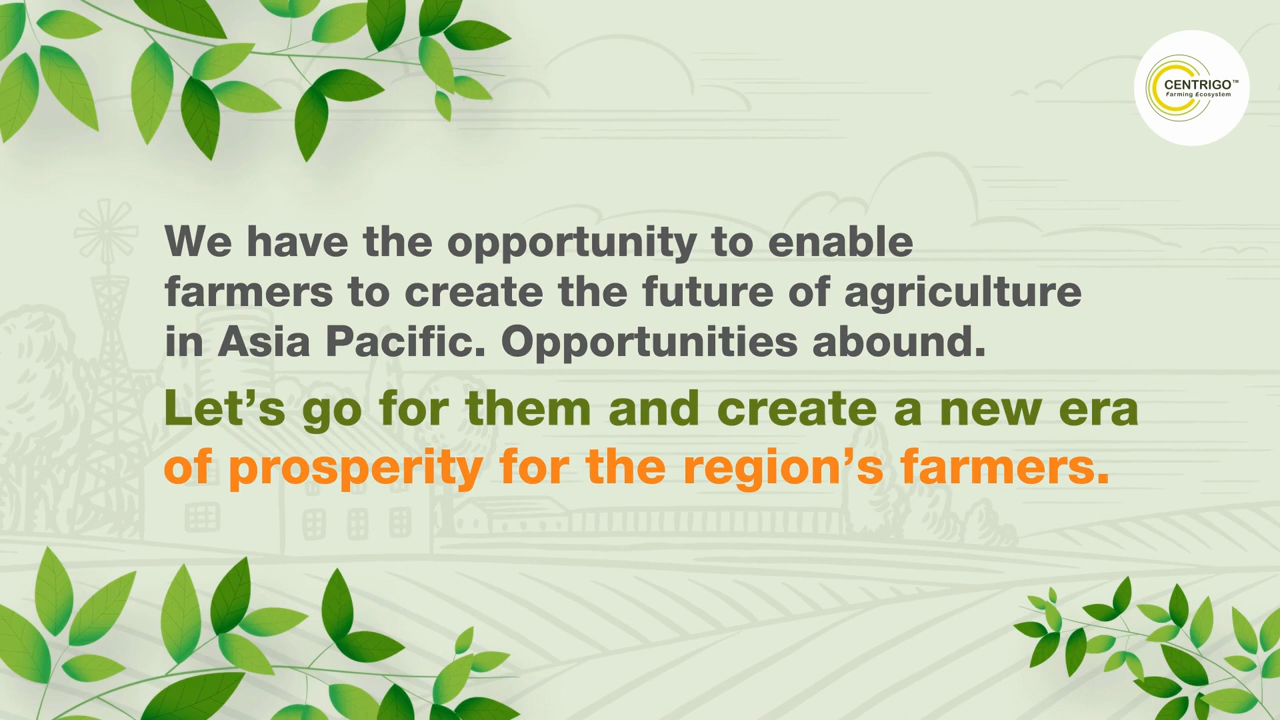 CENTRIGO™
Farming Ecosystem
We have the opportunity to enable
farmers to create the future of agriculture
in Asia Pacific. Opportunities abound.
Let’s go for them and create a new era
of prosperity for the region’s farmers.